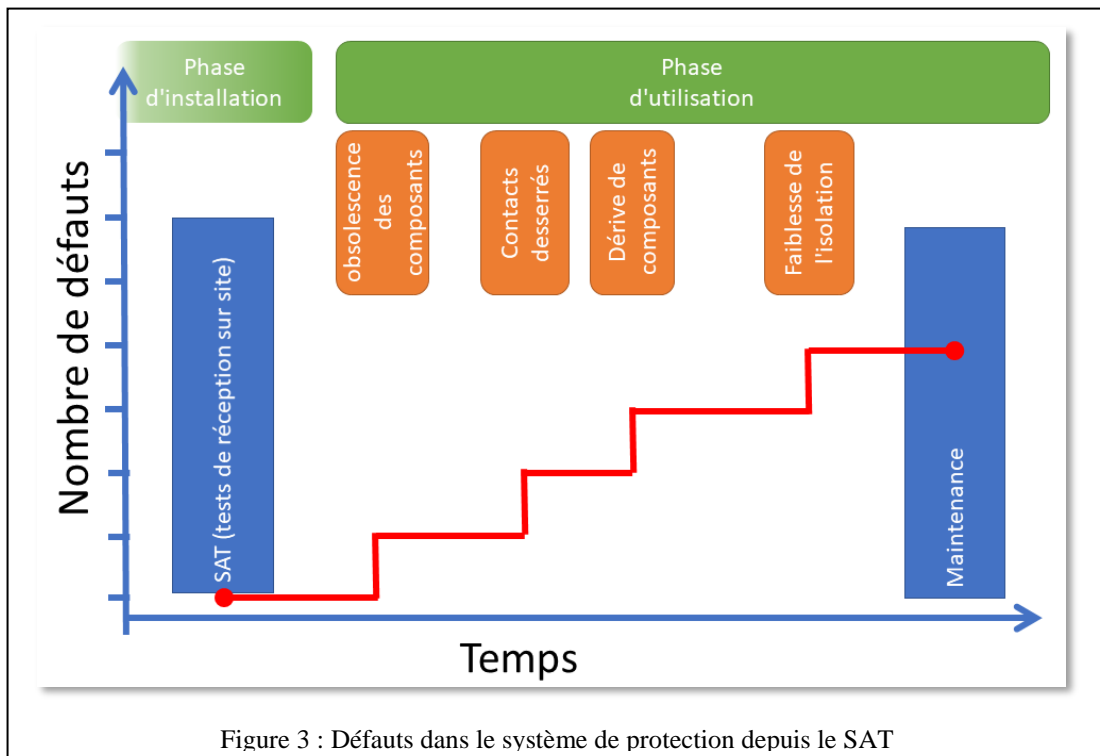 Phase
d'installation
Phase
d'utilisation
obsolescence
des
composants
Contacts
desserrés
Dérive de
composants
Faiblesse de
l'isolation
Nombre de défauts
SAT (tests de réception sur site)
Maintenance
Temps
Figure 3 : Défauts dans le système de protection depuis le SAT